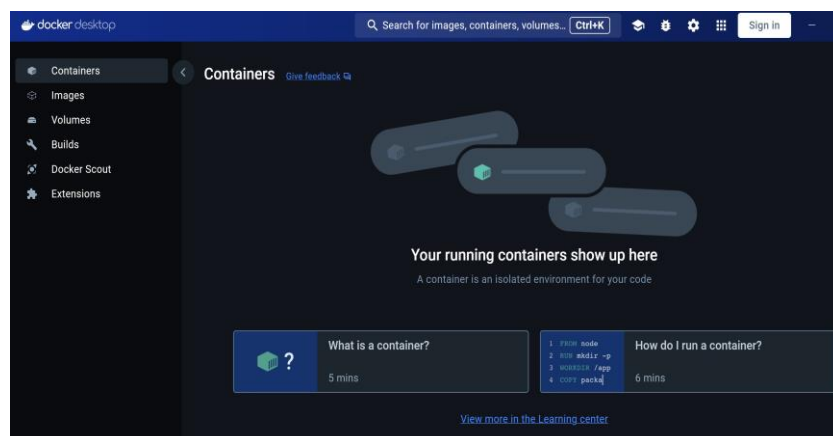 docker desktop
Search for images, containers, volumes... Ctrl+K
Sign in
Containers
Images
Volumes
Builds
Docker Scout
Extensions
Containers Give feedback
Your running containers show up here
A container is an isolated environment for your code
?
What is a container?
5 mins
1 FROM node
2 RUN mkdir -p
3 WORKDIR /app
4 COPY packa
How do I run a container?
6 mins
View more in the Learning center